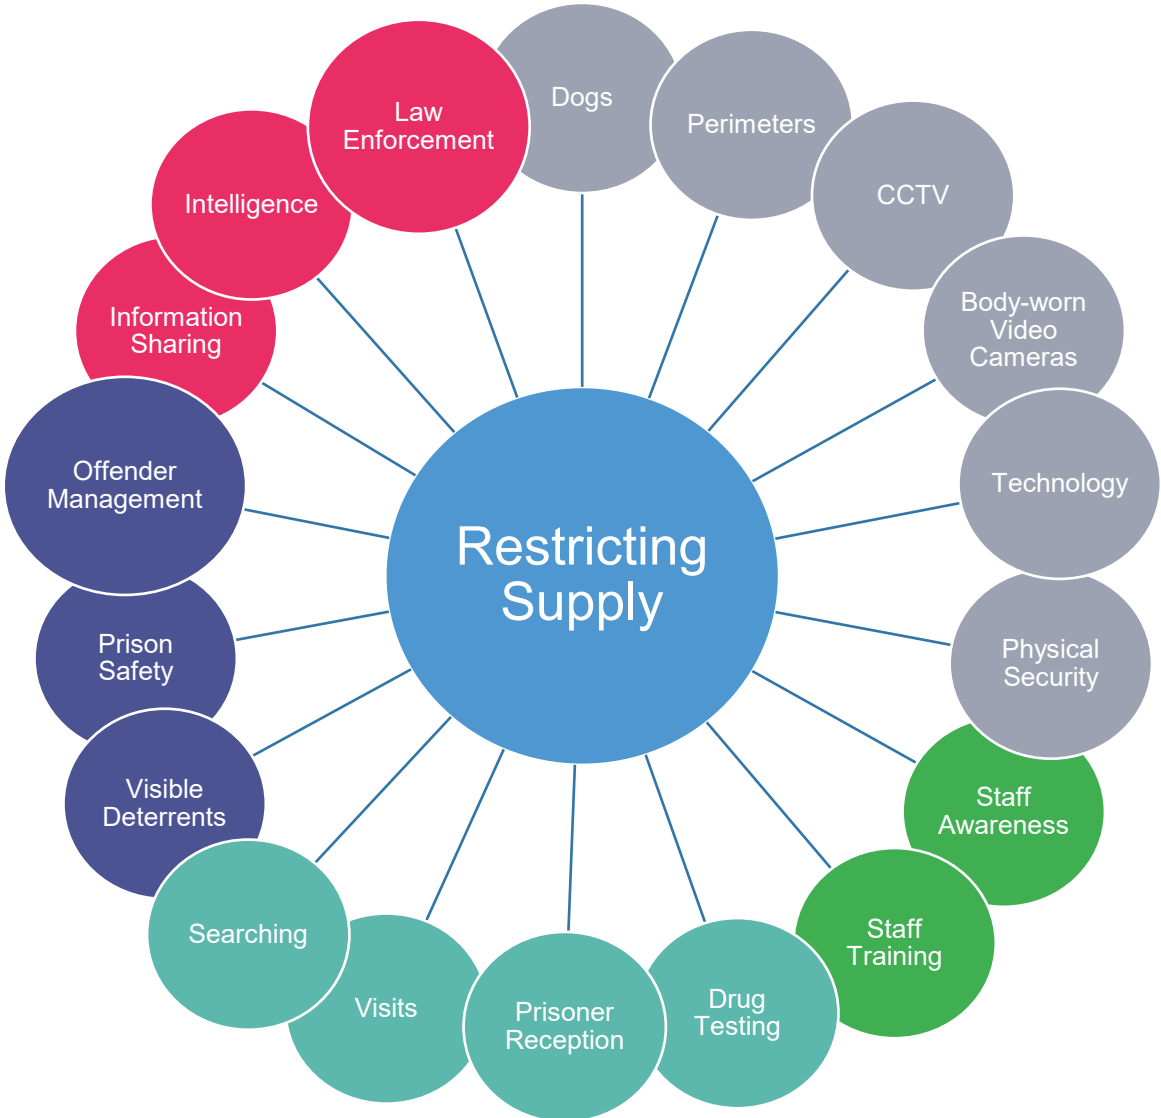 Restricting
Supply
Dogs
Perimeters
CCTV
Body-worn
Video
Cameras
Technology
Physical
Security
Staff
Awareness
Staff
Training
Drug
Testing
Prisoner
Reception
Visits
Searching
Visible
Deterrents
Prison
Safety
Offender
Management
Information
Sharing
Intelligence
Law
Enforcement